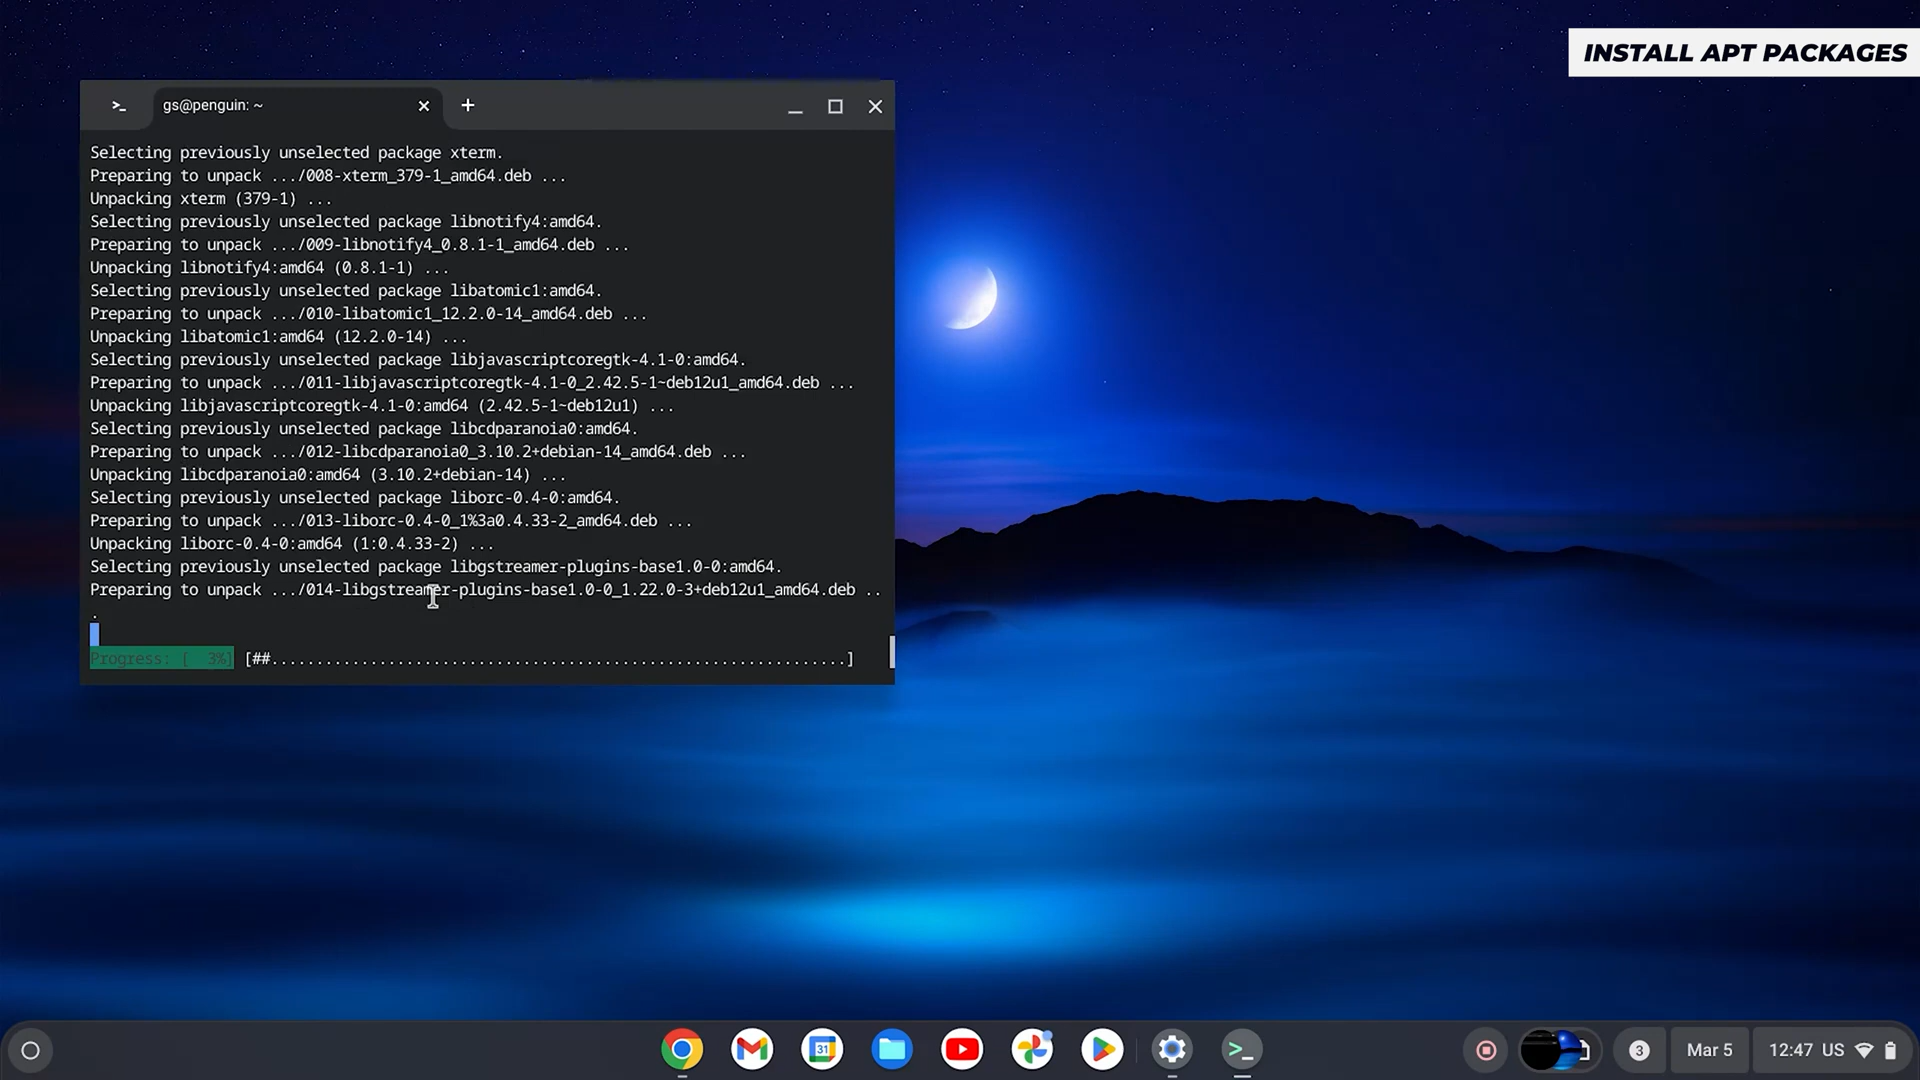 INSTALL APT PACKAGES
gs@penguin: ~
Selecting previously unselected package xterm.
Preparing to unpack .../008-xterm_379-1_amd64.deb ...
Unpacking xterm (379-1) ...
Selecting previously unselected package libnotify4:amd64.
Preparing to unpack .../009-libnotify4_0.8.1-1_amd64.deb ...
Unpacking libnotify4:amd64 (0.8.1-1) ...
Selecting previously unselected package libatomic1:amd64.
Preparing to unpack .../010-libatomic1_12.2.0-14_amd64.deb ...
Unpacking libatomic1:amd64 (12.2.0-14) ...
Selecting previously unselected package libjavascriptcoregtk-4.1-0:amd64.
Preparing to unpack .../011-libjavascriptcoregtk-4.1-0_2.42.5-1~deb12u1_amd64.deb ...
Unpacking libjavascriptcoregtk-4.1-0:amd64 (2.42.5-1~deb12u1) ...
Selecting previously unselected package libcdparanoia0:amd64.
Preparing to unpack .../012-libcdparanoia0_3.10.2+debian-14_amd64.deb ...
Unpacking libcdparanoia0:amd64 (3.10.2+debian-14) ...
Selecting previously unselected package liborc-0.4-0:amd64.
Preparing to unpack .../013-liborc-0.4-0_1%3a0.4.33-2_amd64.deb ...
Unpacking liborc-0.4-0:amd64 (1:0.4.33-2) ...
Selecting previously unselected package libgstreamer-plugins-base1.0-0:amd64.
Preparing to unpack .../014-libgstreamer-plugins-base1.0-0_1.22.0-3+deb12u1_amd64.deb ..
.
Progress: [  3%] [##................................................................]
31
3
Mar 5
12:47 US